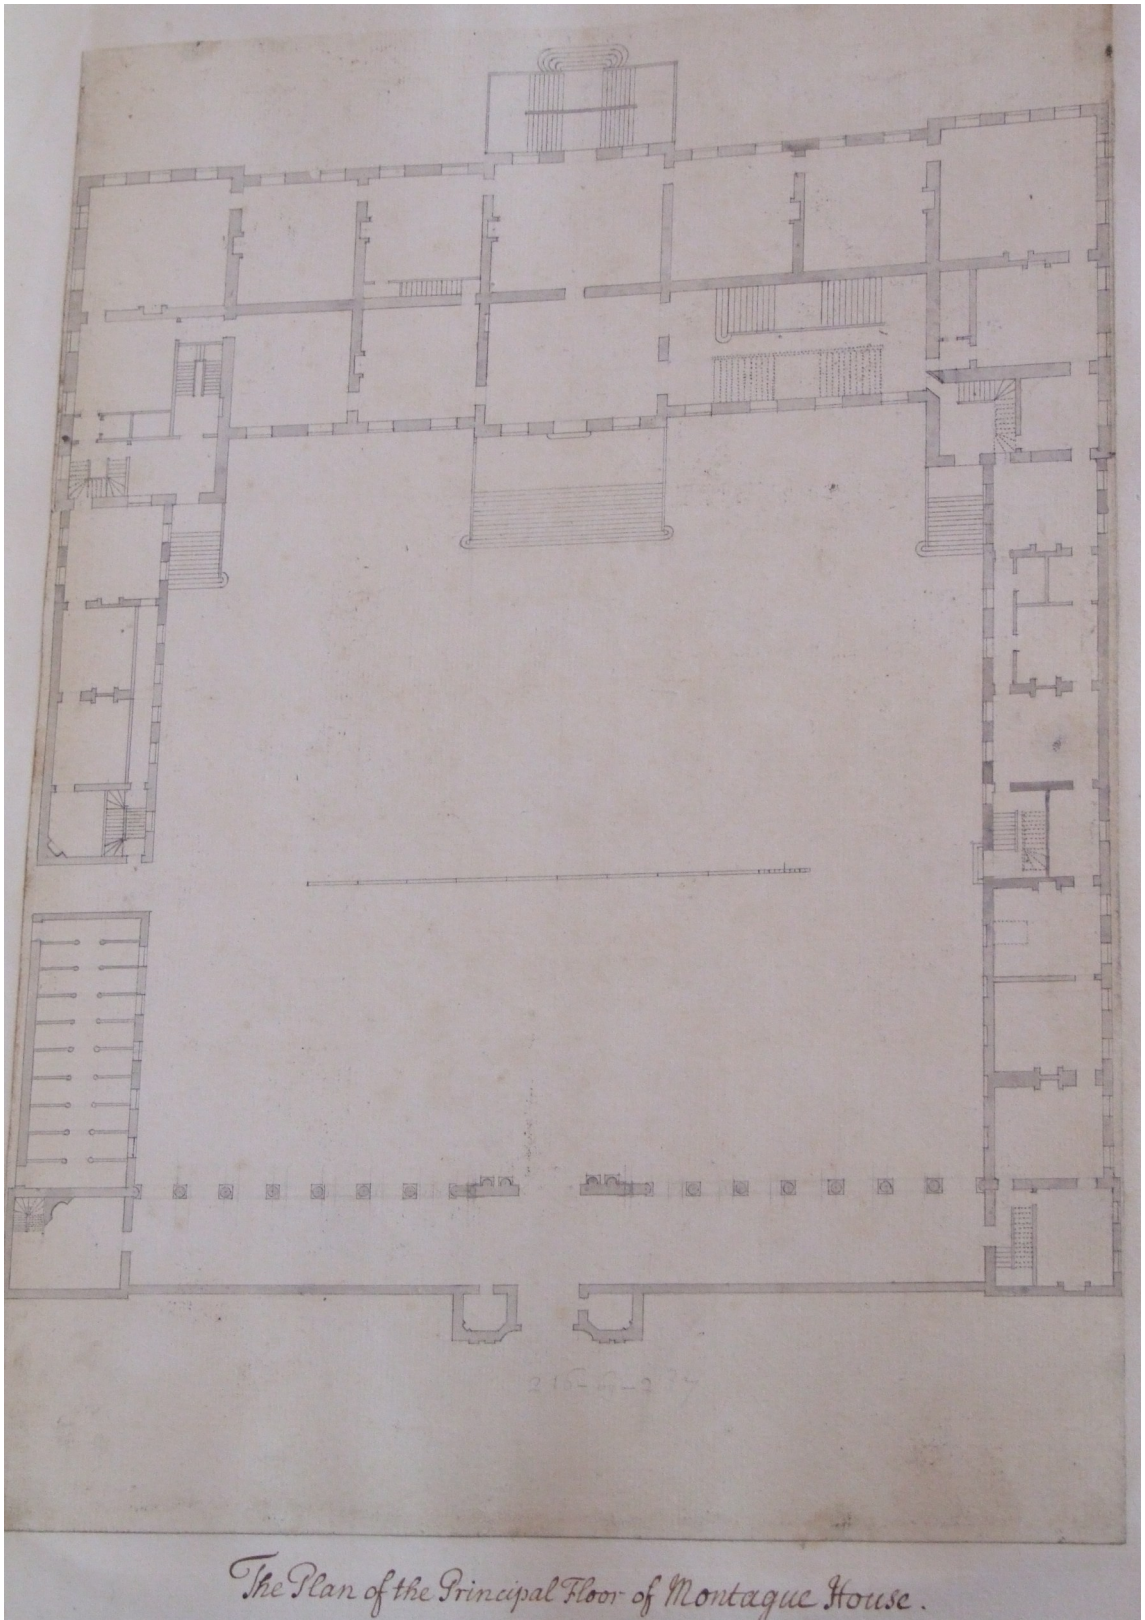 The Plan of the Principal Floor of Montague House.